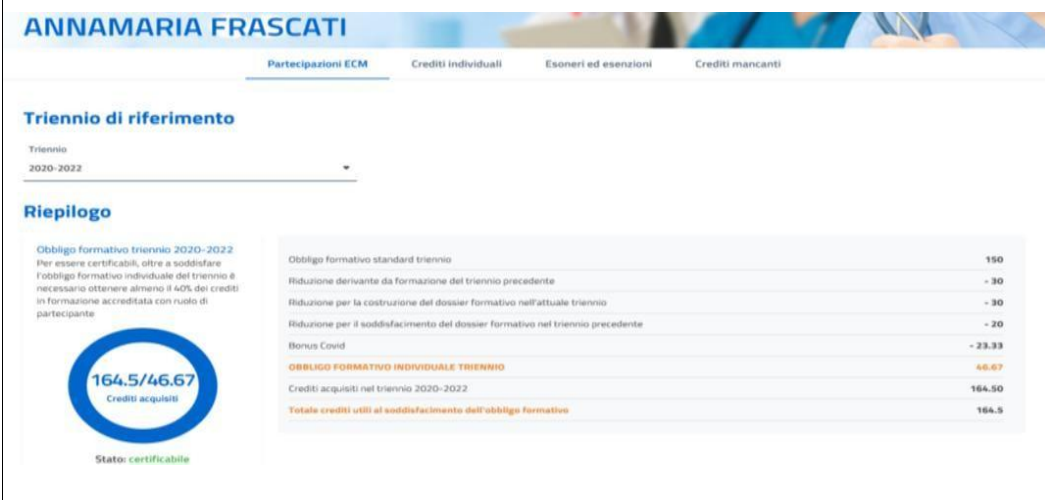 ANNAMARIA FRASCATI
Partecipazioni ECM Crediti individuali Esoneri ed esenzioni Crediti mancanti
Triennio di riferimento
Triennio
2020-2022
Riepilogo
Obbligo formativo triennio 2020-2022
Per essere certificabili, oltre a soddisfare
l'obbligo formativo individuale del triennio è
necessario ottenere almeno il 40% dei crediti
in formazione accreditata con ruolo di
partecipante
164.5/46.67
Crediti acquisiti
Stato: certificabile
Obbligo formativo standard triennio 150
Riduzione derivante da formazione del triennio precedente - 30
Riduzione per la costruzione del dossier formativo nell'attuale triennio - 30
Riduzione per il soddisfacimento del dossier formativo nel triennio precedente - 20
Bonus Covid - 23.33
OBBLIGO FORMATIVO INDIVIDUALE TRIENNIO 46.67
Crediti acquisiti nel triennio 2020-2022 164.50
Totale crediti utili al soddisfacimento dell'obbligo formativo 164.5